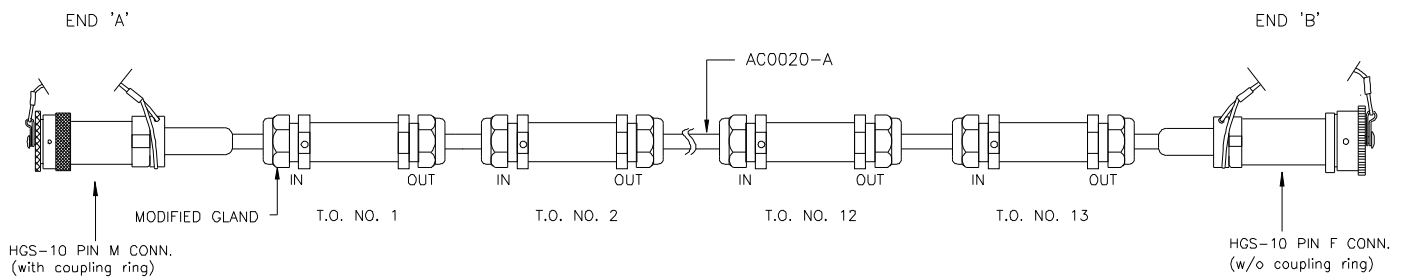 END 'A'
END 'B'
AC0020-A
IN
OUT
IN
OUT
IN
OUT
IN
OUT
MODIFIED GLAND
T.O. NO. 1
T.O. NO. 2
T.O. NO. 12
T.O. NO. 13
HGS-10 PIN M CONN.
(with coupling ring)
HGS-10 PIN F CONN.
(w/o coupling ring)